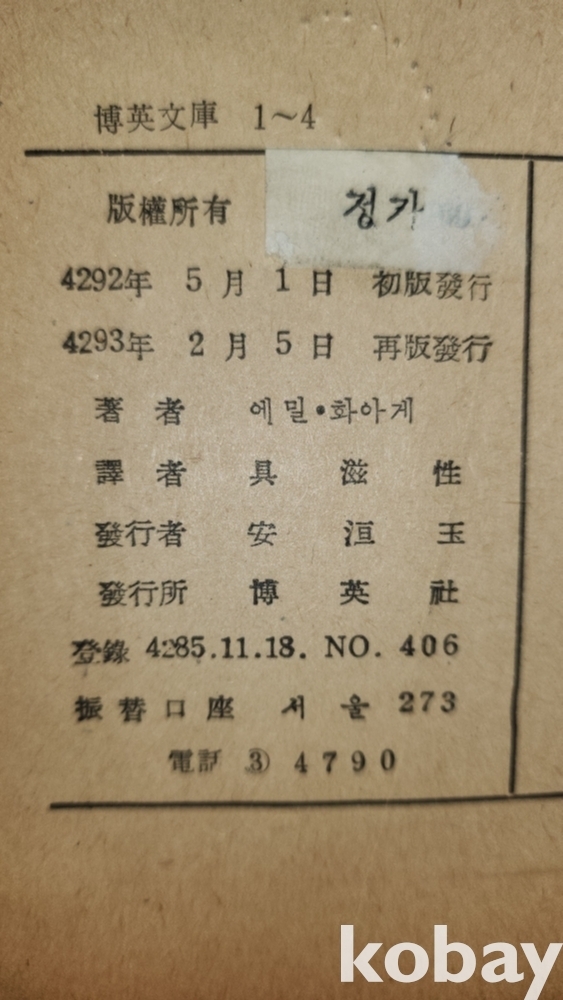 博英文庫 1～4
版權所有 정가
4292年 5月 1日 初版發行
4293年 2月 5日 再版發行
著者 에밀·화아게
譯者 具滋性
發行者 安洹玉
發行所 博英社
登錄 4285.11.18. NO. 406
振替口座 서울 273
電話 ③ 4790
kobay